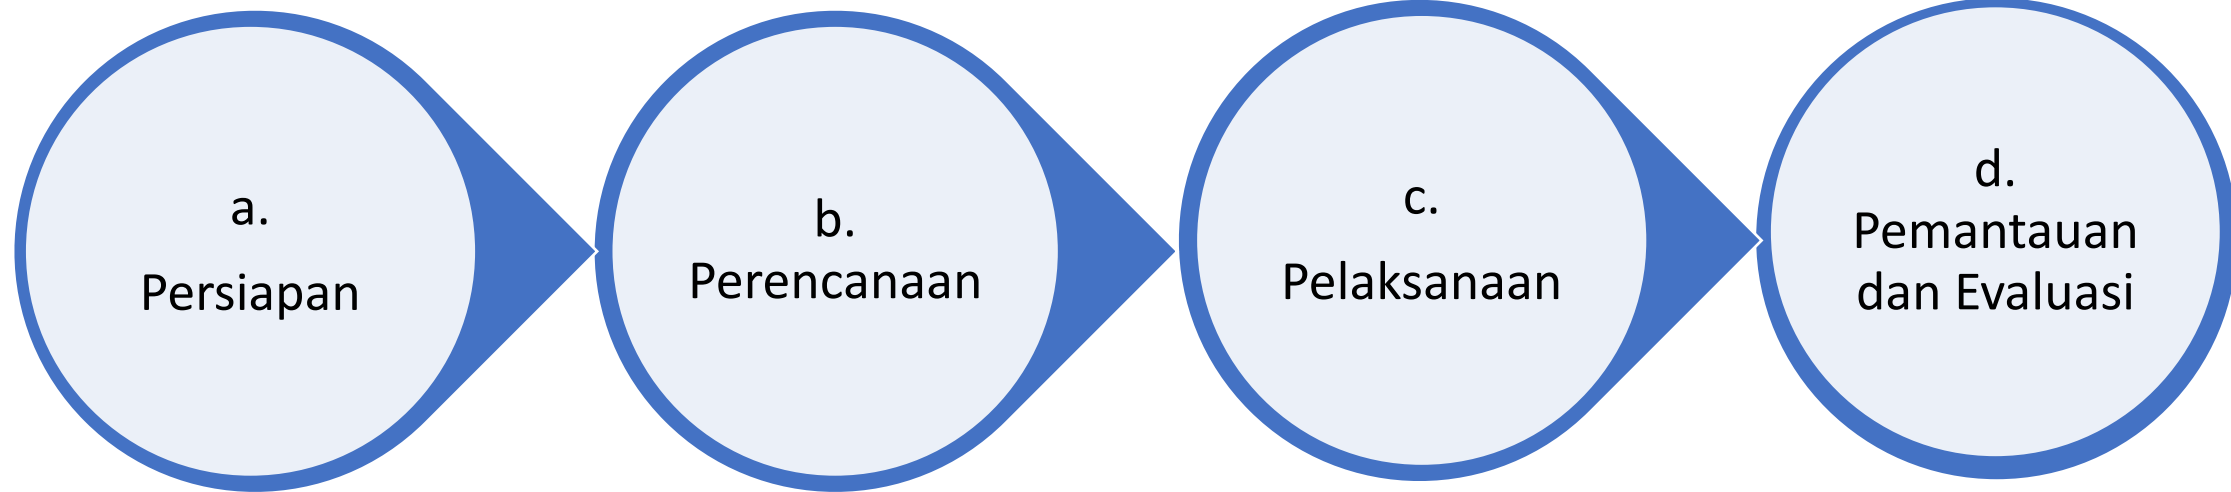 a.
Persiapan
b.
Perencanaan
c.
Pelaksanaan
d.
Pemantauan
dan Evaluasi